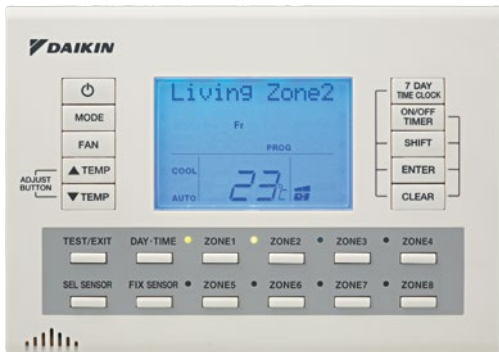 DAIKIN
MODE
FAN
ADJUST BUTTON
▲TEMP
▼TEMP
Living Zone2
Fr
PROG
COOL
AUTO
23°C
7 DAY
TIME CLOCK
ON/OFF
TIMER
SHIFT
ENTER
CLEAR
TEST/EXIT DAY·TIME ZONE1 ZONE2 ZONE3 ZONE4
SEL SENSOR FIX SENSOR ZONE5 ZONE6 ZONE7 ZONE8